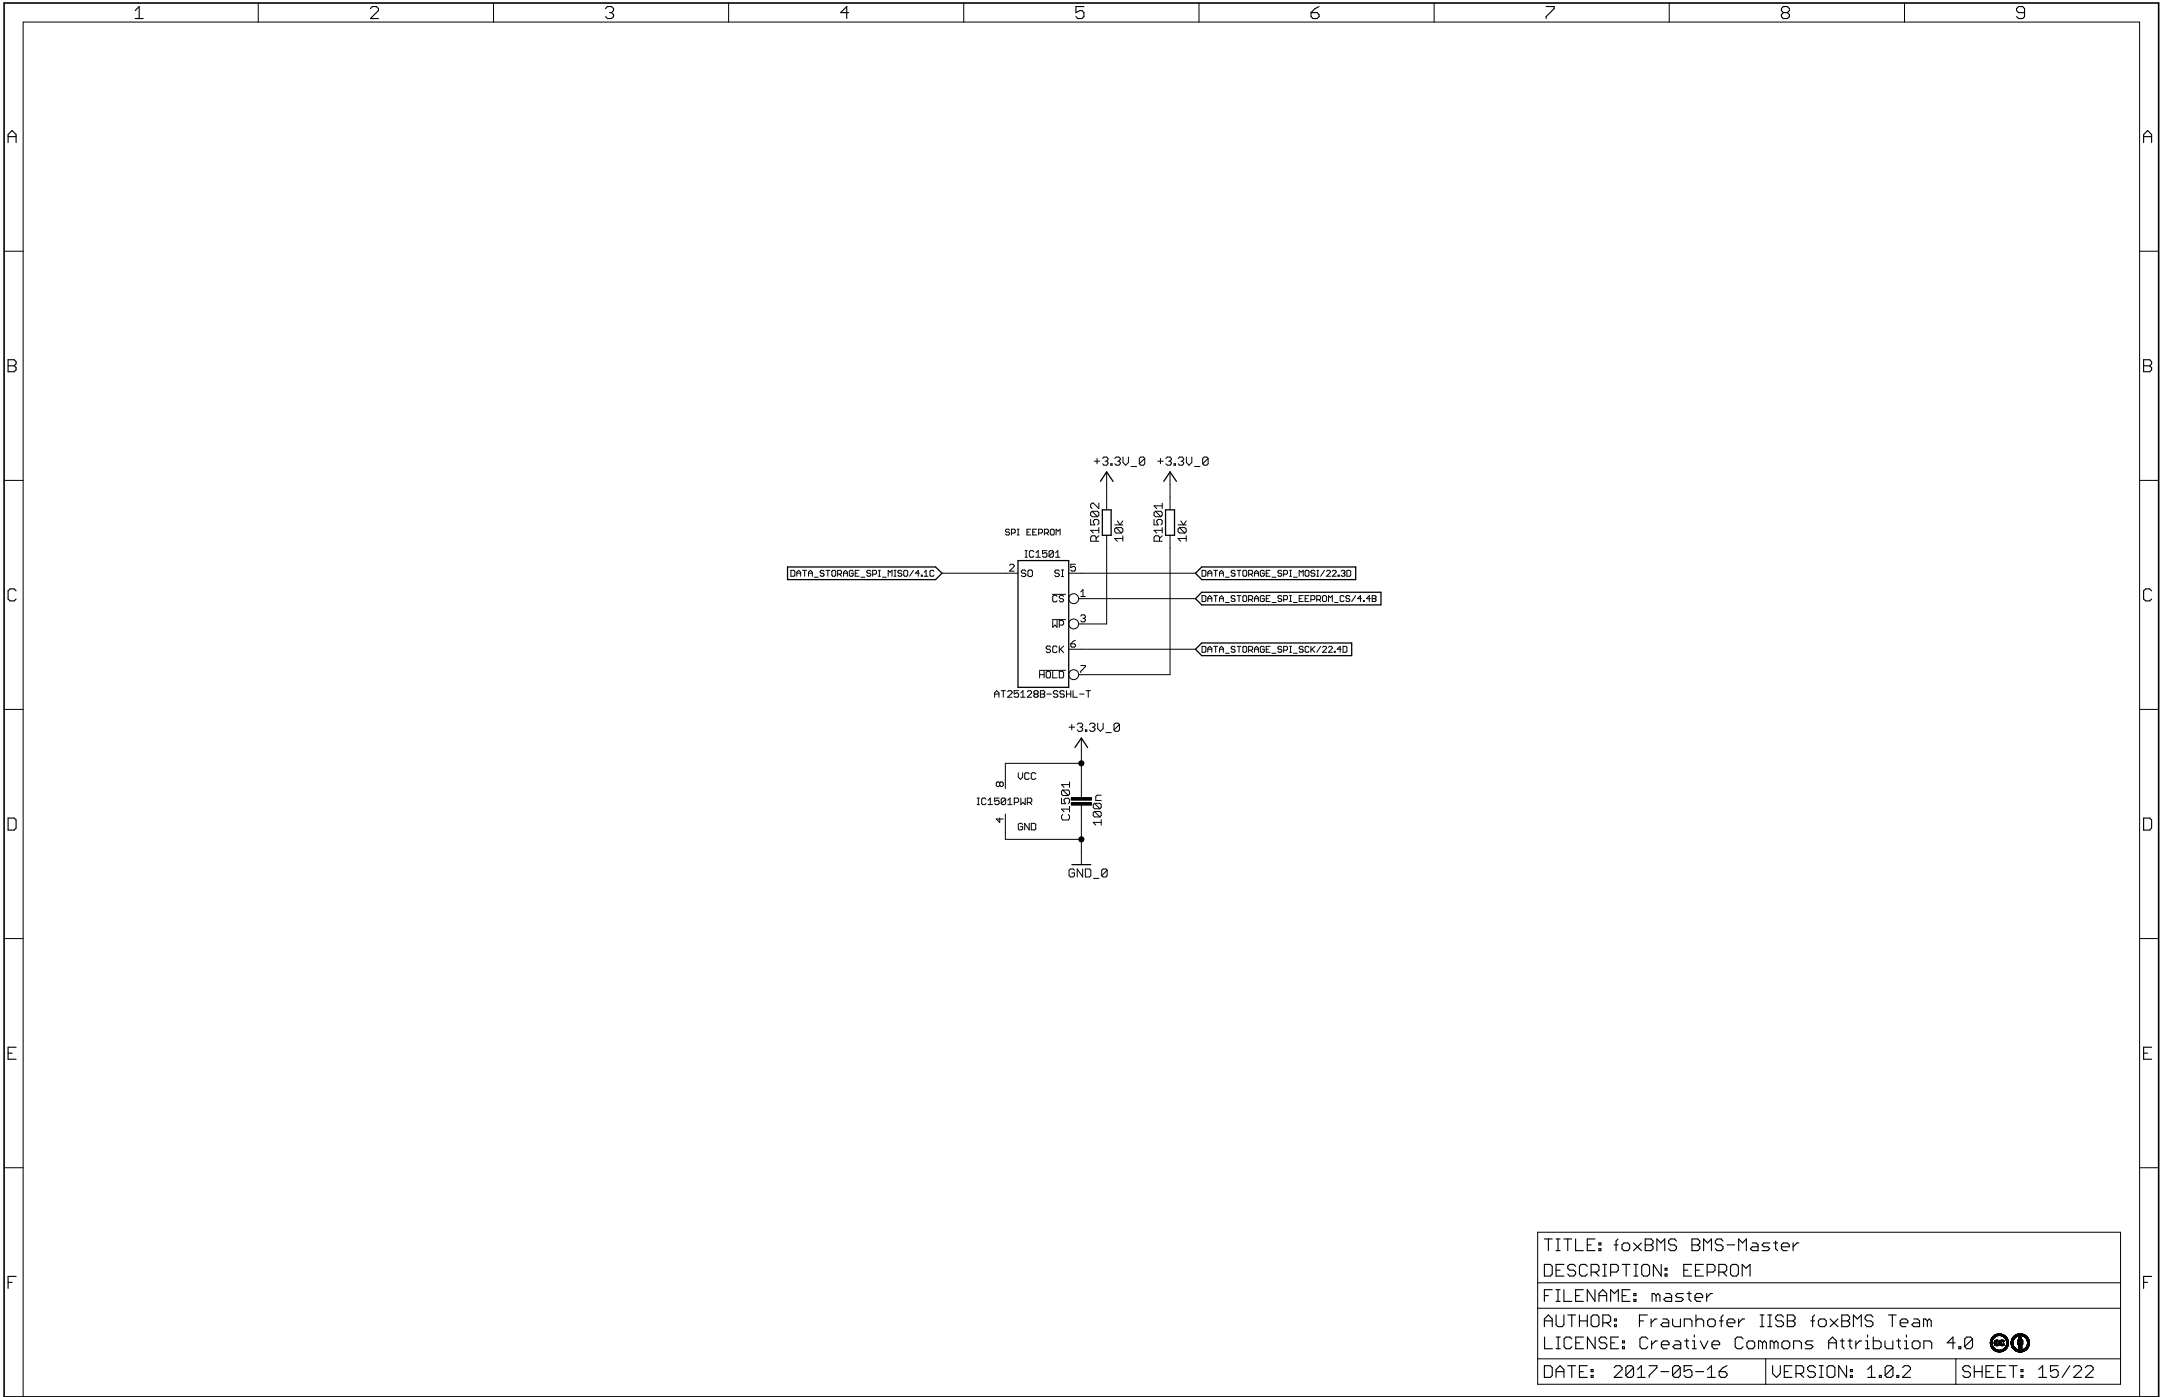 1 2 3 4 5 6 7 8 9
A A
B B
+3.3V_0 +3.3V_0
R1502 10k R1501 10k
SPI EEPROM
IC1501
DATA_STORAGE_SPI_MISO/4.1C 2 SO SI 5 DATA_STORAGE_SPI_MOSI/22.3D
C CS 1 DATA_STORAGE_SPI_EEPROM_CS/4.4B C
WP 3
SCK 6 DATA_STORAGE_SPI_SCK/22.4D
HOLD 7
AT25128B-SSHL-T
+3.3V_0
8 VCC
IC1501PWR C1501 100n
D 4 GND D
GND_0
E E
F F
TITLE: foxBMS BMS-Master
DESCRIPTION: EEPROM
FILENAME: master
AUTHOR: Fraunhofer IISB foxBMS Team
LICENSE: Creative Commons Attribution 4.0 cc
DATE: 2017-05-16 VERSION: 1.0.2 SHEET: 15/22